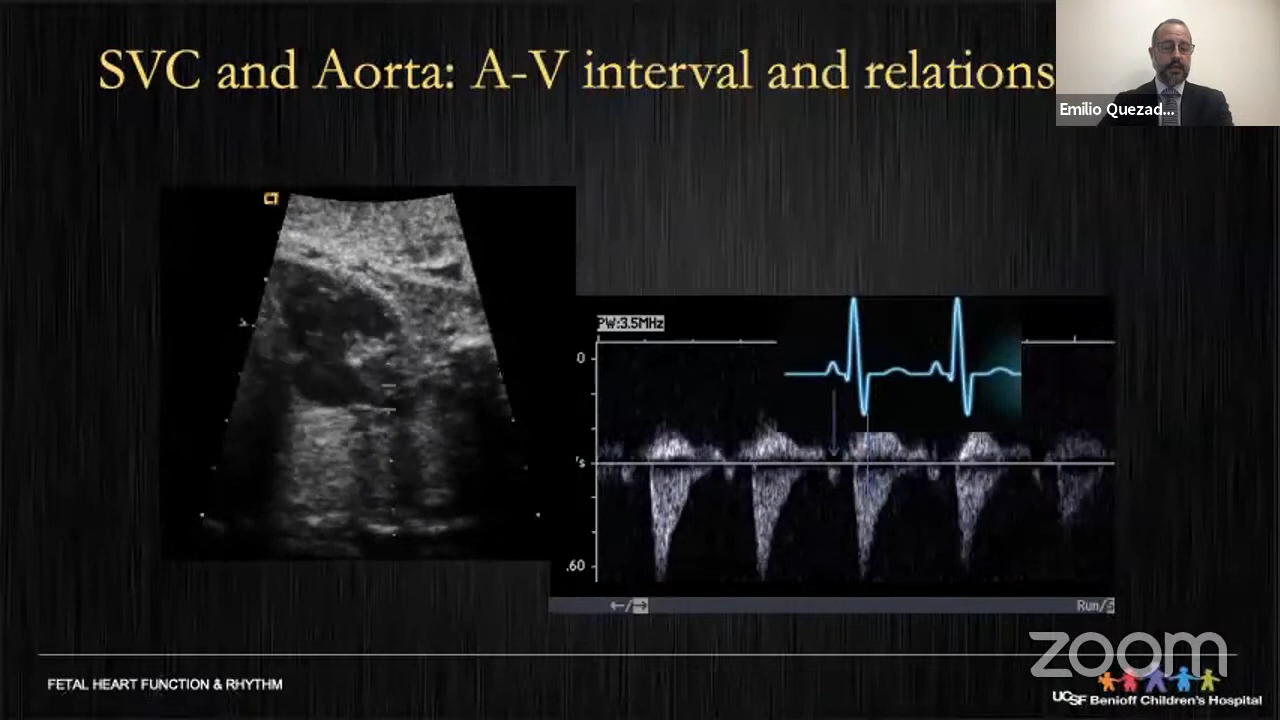 SVC and Aorta: A-V interval and relations
Emilio Quezad...
PW:3.5MHz
0
's
.60
←/→
zoom
FETAL HEART FUNCTION & RHYTHM
UCSF Benioff Children's Hospital